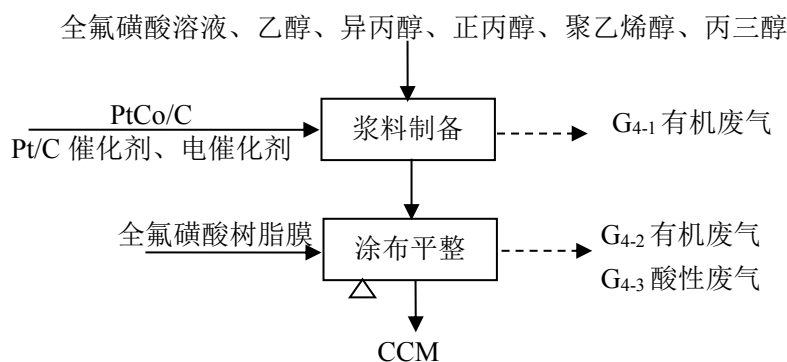 全氟磺酸溶液、乙醇、异丙醇、正丙醇、聚乙烯醇、丙三醇
PtCo/C
Pt/C 催化剂、电催化剂
浆料制备
G4-1 有机废气
全氟磺酸树脂膜
涂布平整
G4-2 有机废气
G4-3 酸性废气
CCM